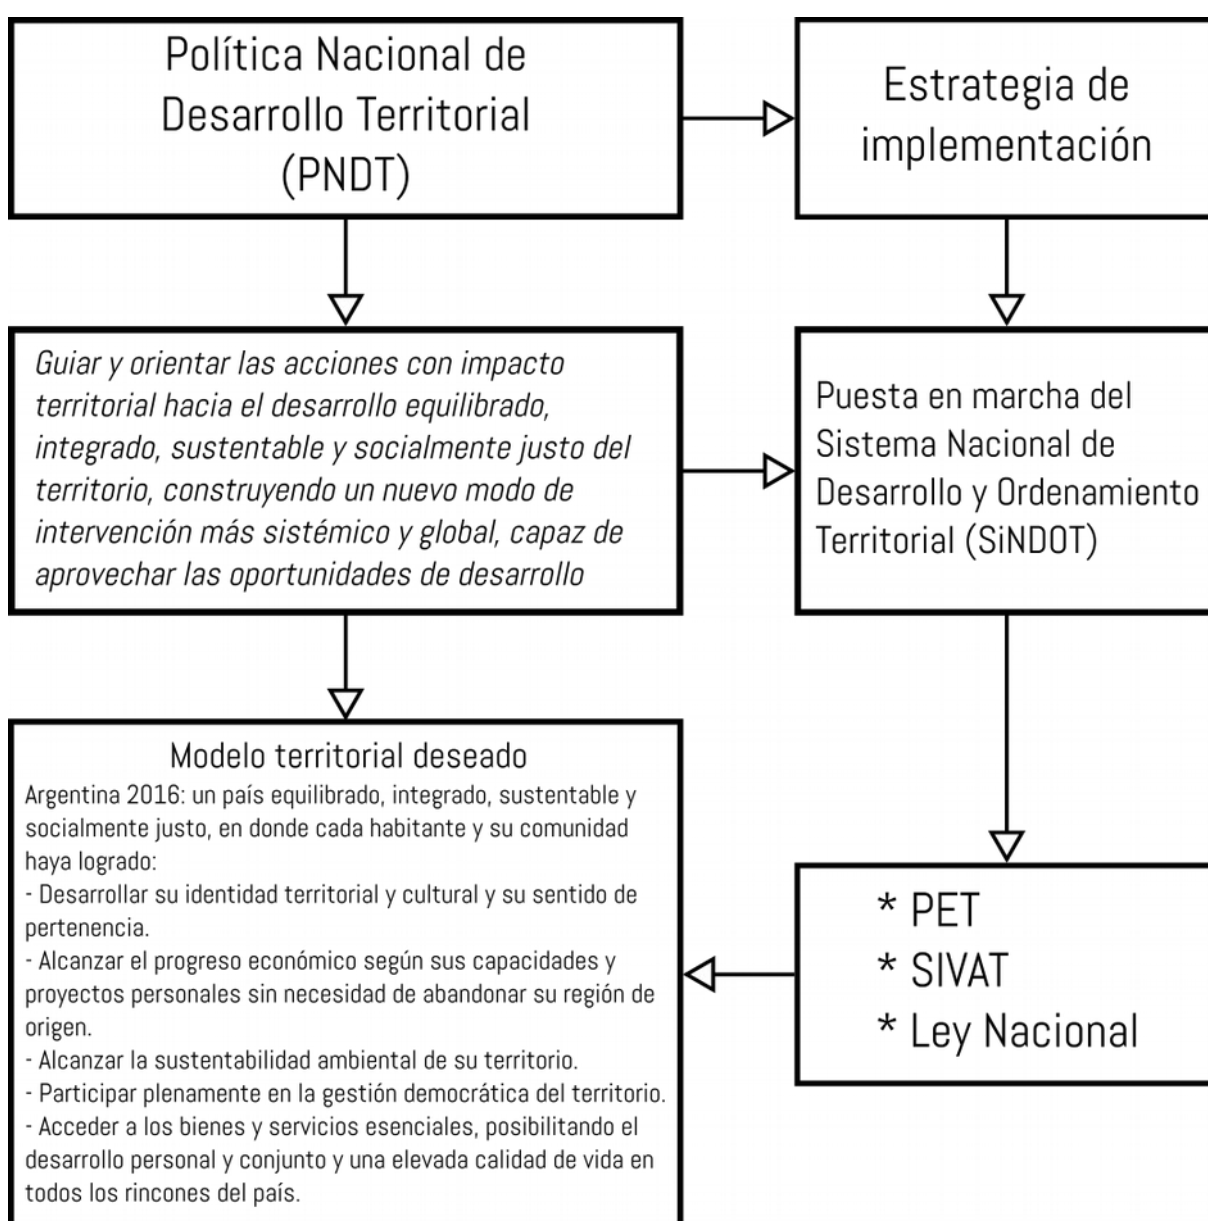 Política Nacional de
Desarrollo Territorial
(PNDT)
Estrategia de
implementación
Guiar y orientar las acciones con impacto
territorial hacia el desarrollo equilibrado,
integrado, sustentable y socialmente justo del
territorio, construyendo un nuevo modo de
intervención más sistémico y global, capaz de
aprovechar las oportunidades de desarrollo
Puesta en marcha del
Sistema Nacional de
Desarrollo y Ordenamiento
Territorial (SiNDOT)
Modelo territorial deseado
Argentina 2016: un país equilibrado, integrado, sustentable y
socialmente justo, en donde cada habitante y su comunidad
haya logrado:
- Desarrollar su identidad territorial y cultural y su sentido de
pertenencia.
- Alcanzar el progreso económico según sus capacidades y
proyectos personales sin necesidad de abandonar su región de
origen.
- Alcanzar la sustentabilidad ambiental de su territorio.
- Participar plenamente en la gestión democrática del territorio.
- Acceder a los bienes y servicios esenciales, posibilitando el
desarrollo personal y conjunto y una elevada calidad de vida en
todos los rincones del país.
* PET
* SIVAT
* Ley Nacional